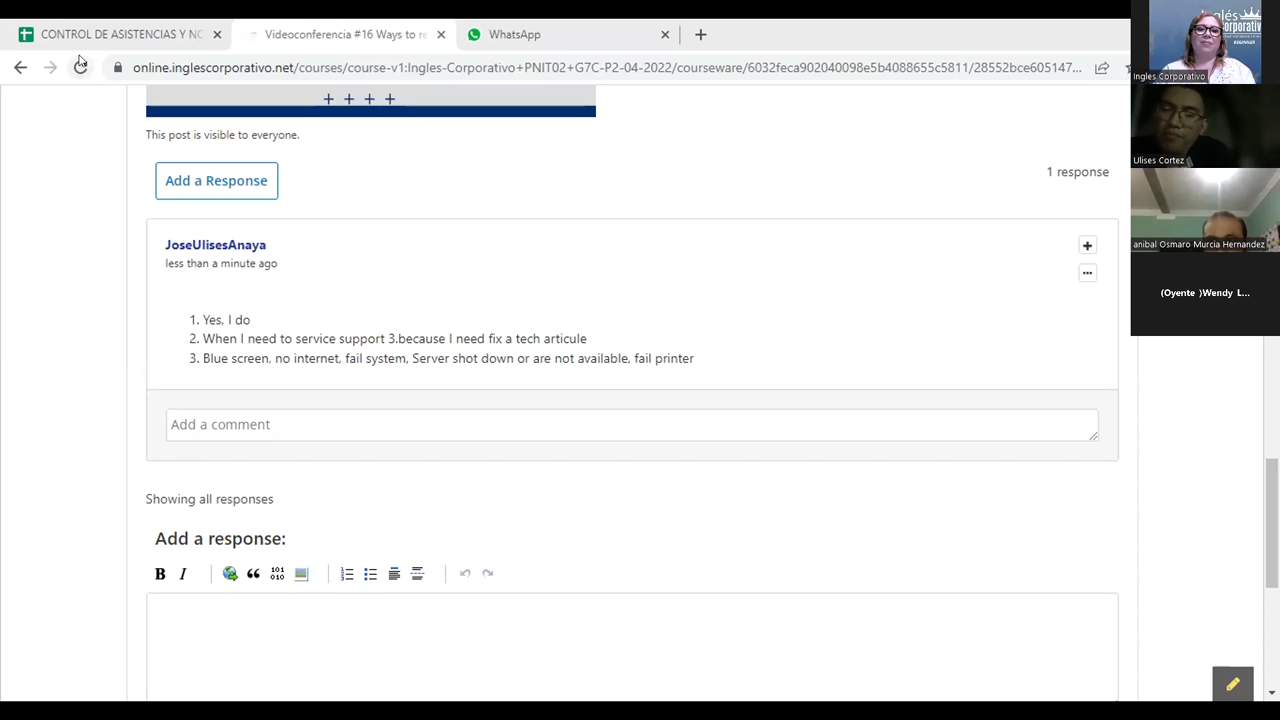 CONTROL DE ASISTENCIAS Y NO
Videoconferencia #16 Ways to re
WhatsApp
online.inglescorporativo.net/courses/course-v1:Ingles-Corporativo+PNIT02+G7C-P2-04-2022/courseware/6032feca902040098e5b4088655c5811/28552bce605147...
This post is visible to everyone.
Add a Response
1 response
JoseUlisesAnaya
less than a minute ago
1. Yes, I do
2. When I need to service support 3.because I need fix a tech articule
3. Blue screen, no internet, fail system, Server shot down or are not available, fail printer
Add a comment
Showing all responses
Add a response:
B I
101
010
Inglés
Ingles Corporativo
Ulises Cortez
anibal Osmaro Murcia Hernandez
(Oyente )Wendy L...